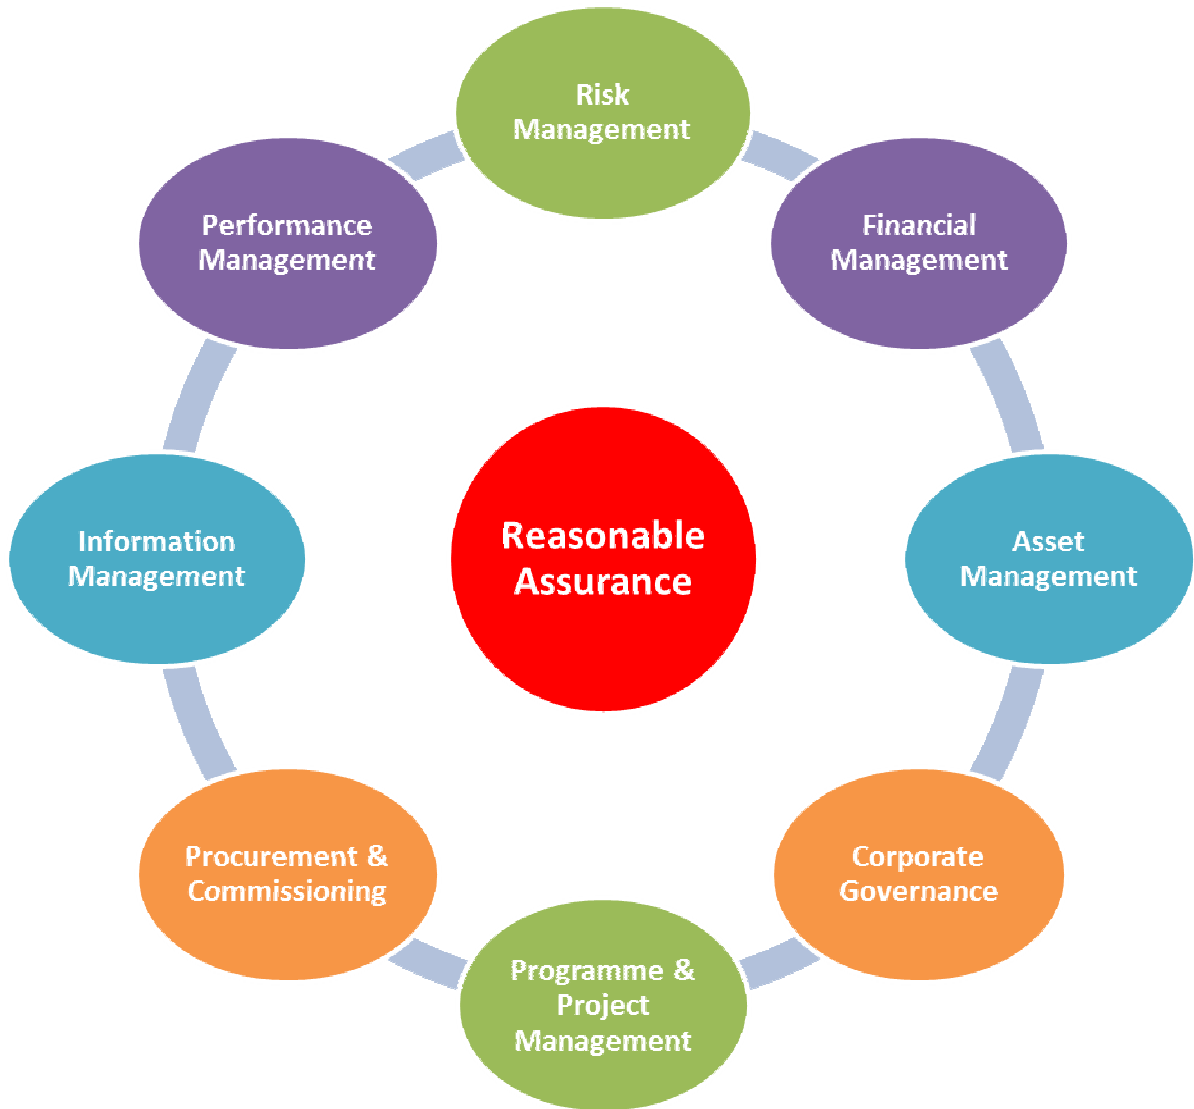 Risk
Management
Performance
Management
Financial
Management
Information
Management
Reasonable
Assurance
Asset
Management
Procurement &
Commissioning
Corporate
Governance
Programme &
Project
Management